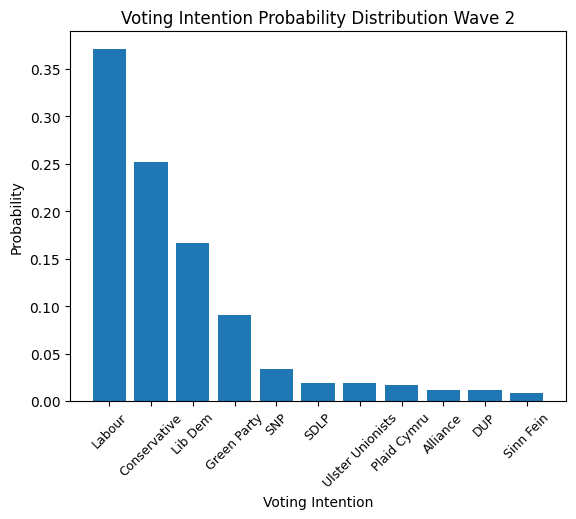 Voting Intention Probability Distribution Wave 2
Probability
0.35
0.30
0.25
0.20
0.15
0.10
0.05
0.00
Labour
Conservative
Lib Dem
Green Party
SNP
SDLP
Ulster Unionists
Plaid Cymru
Alliance
DUP
Sinn Fein
Voting Intention